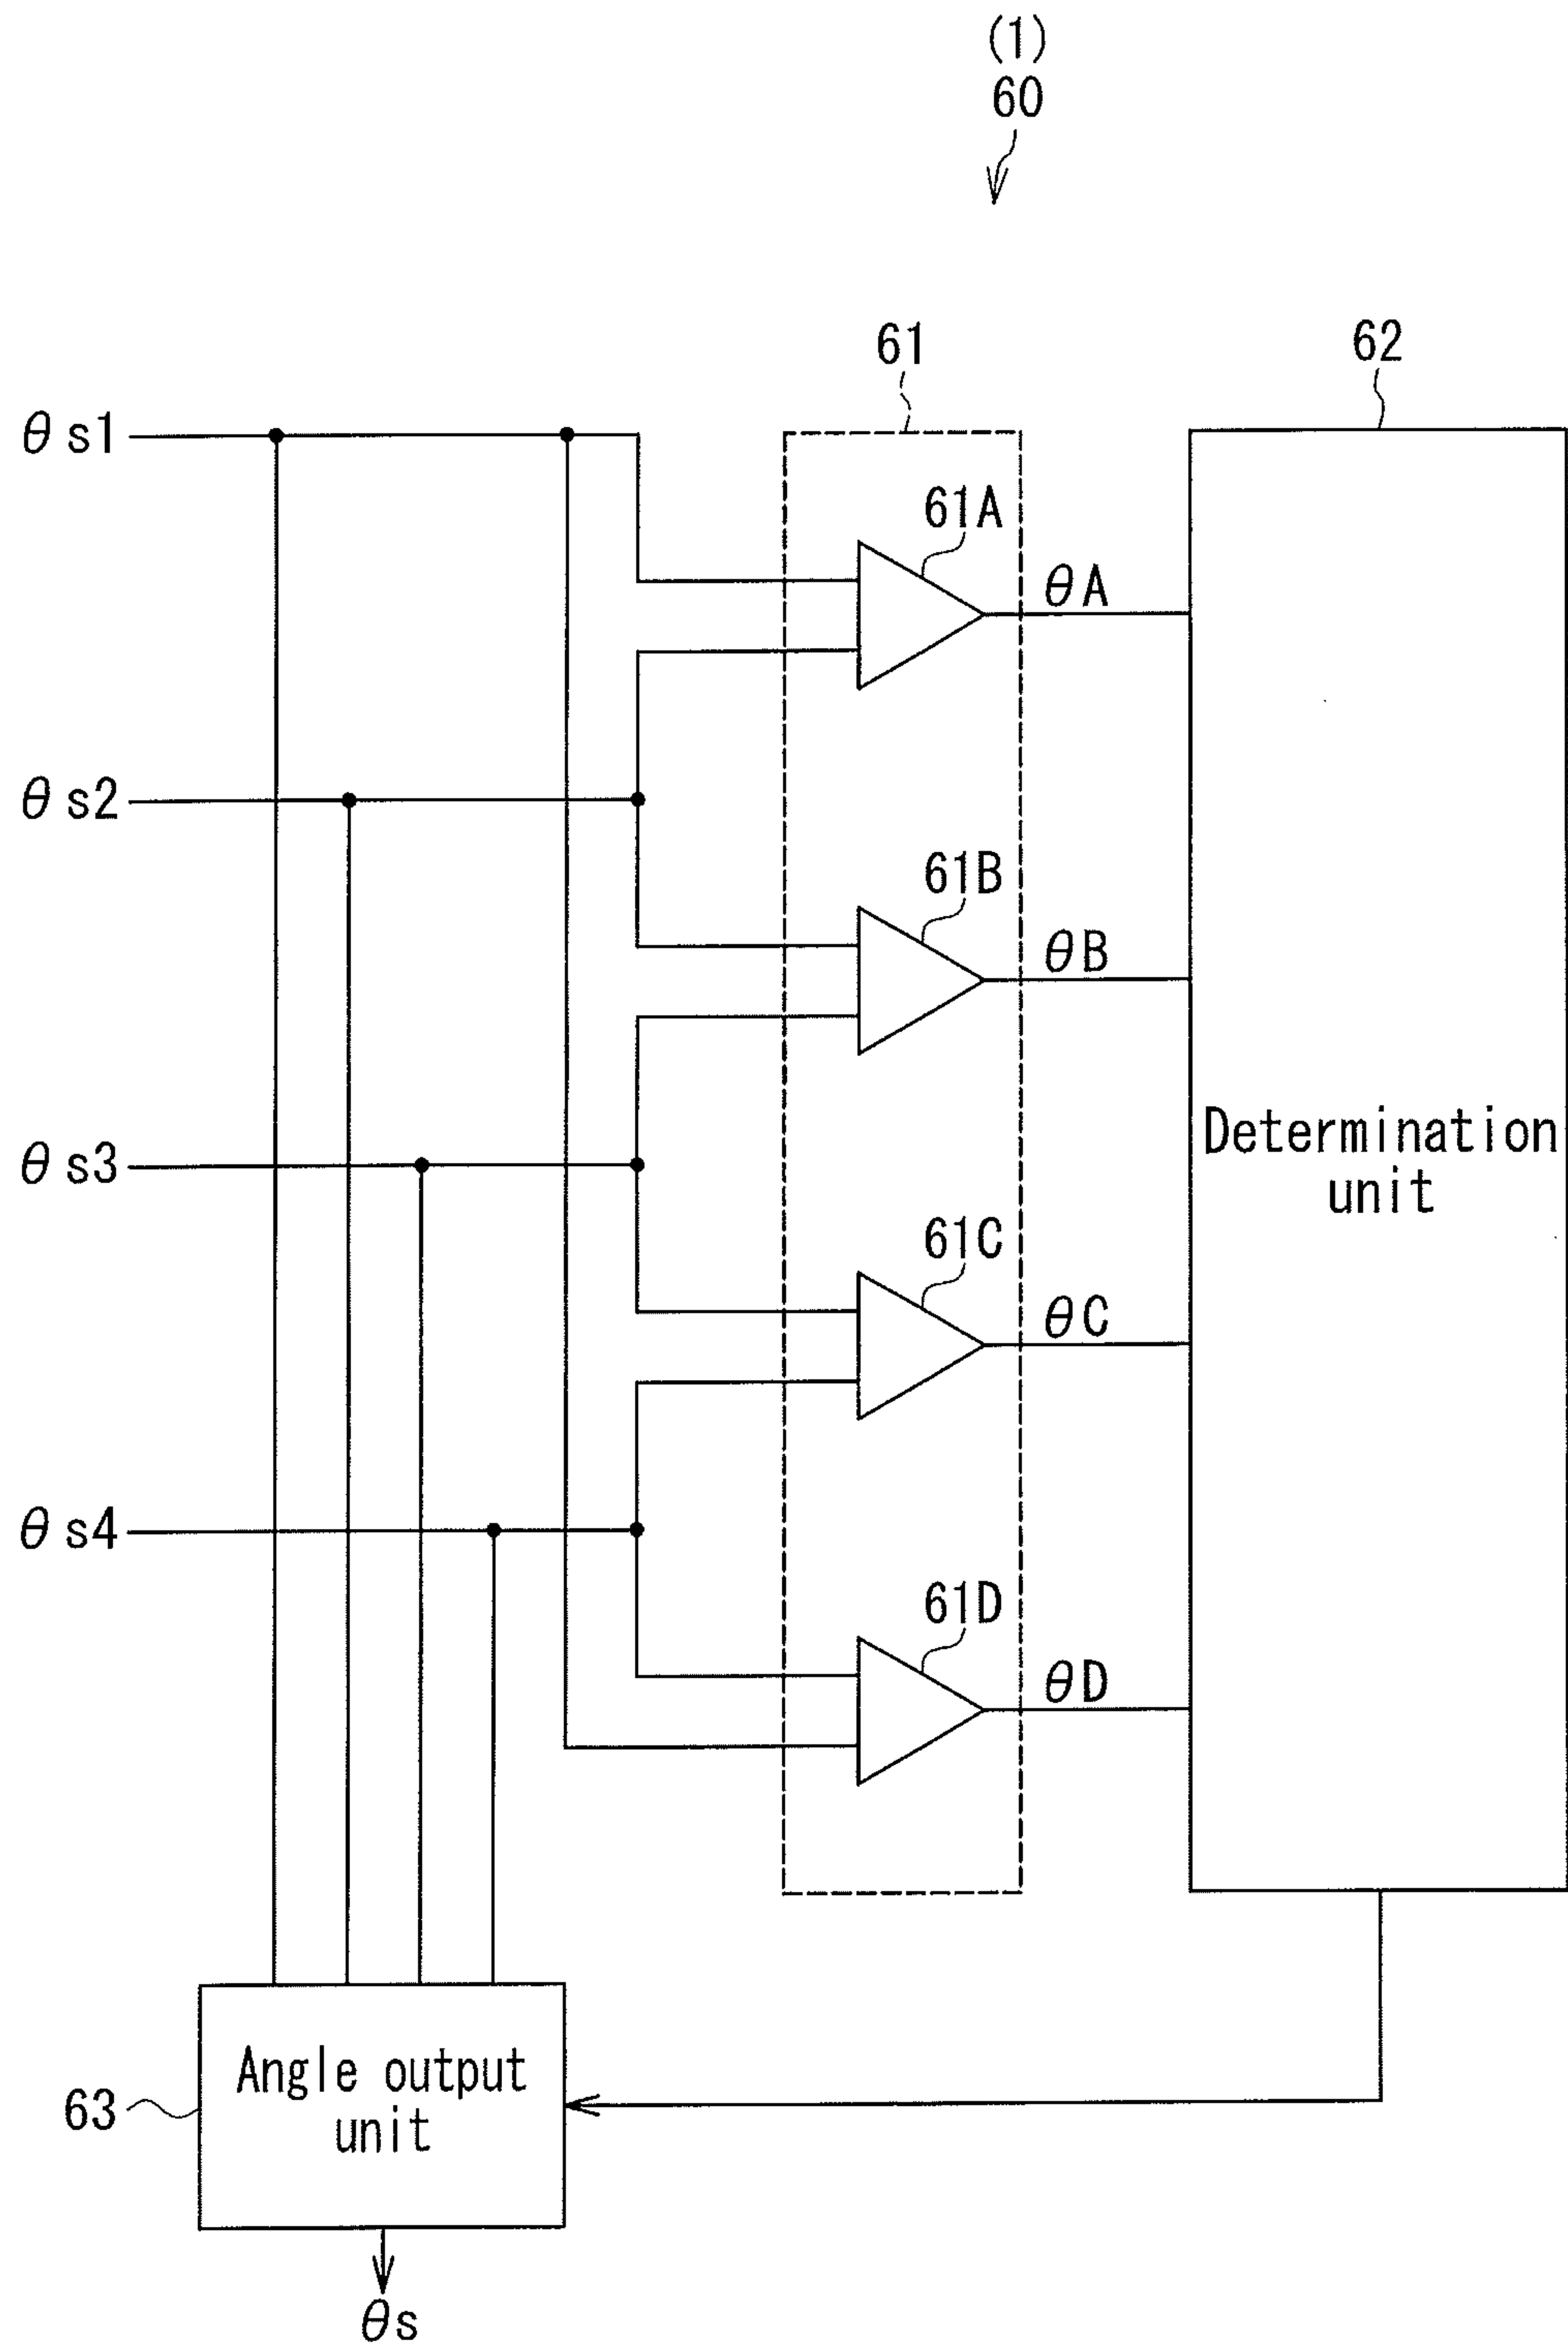 (1)
60
61
62
θs1
61A
θA
θs2
61B
θB
Determination
unit
θs3
61C
θC
θs4
61D
θD
Angle output
unit
63
θs